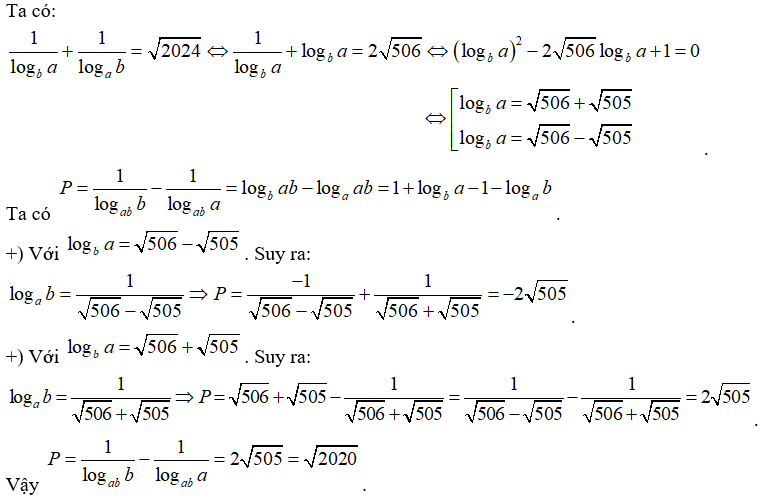 Ta có:
$\frac{1}{\log_b a}+\frac{1}{\log_a b}=\sqrt{2024}\Leftrightarrow\frac{1}{\log_b a}+\log_b a=2\sqrt{506}\Leftrightarrow\left(\log_b a\right)^2-2\sqrt{506}\log_b a+1=0$
$\Leftrightarrow\left[\begin{array}{l}\log_b a=\sqrt{506}+\sqrt{505}\\\log_b a=\sqrt{506}-\sqrt{505}\end{array}\right.$.
Ta có $P=\frac{1}{\log_{ab} b}-\frac{1}{\log_{ab} a}=\log_b ab-\log_a ab=1+\log_b a-1-\log_a b$.
+) Với $\log_b a=\sqrt{506}-\sqrt{505}$. Suy ra:
$\log_a b=\frac{1}{\sqrt{506}-\sqrt{505}}\Rightarrow P=\frac{-1}{\sqrt{506}-\sqrt{505}}+\frac{1}{\sqrt{506}+\sqrt{505}}=-2\sqrt{505}$.
+) Với $\log_b a=\sqrt{506}+\sqrt{505}$. Suy ra:
$\log_a b=\frac{1}{\sqrt{506}+\sqrt{505}}\Rightarrow P=\sqrt{506}+\sqrt{505}-\frac{1}{\sqrt{506}+\sqrt{505}}=\frac{1}{\sqrt{506}-\sqrt{505}}-\frac{1}{\sqrt{506}+\sqrt{505}}=2\sqrt{505}$.
Vậy $P=\frac{1}{\log_{ab} b}-\frac{1}{\log_{ab} a}=2\sqrt{505}=\sqrt{2020}$.